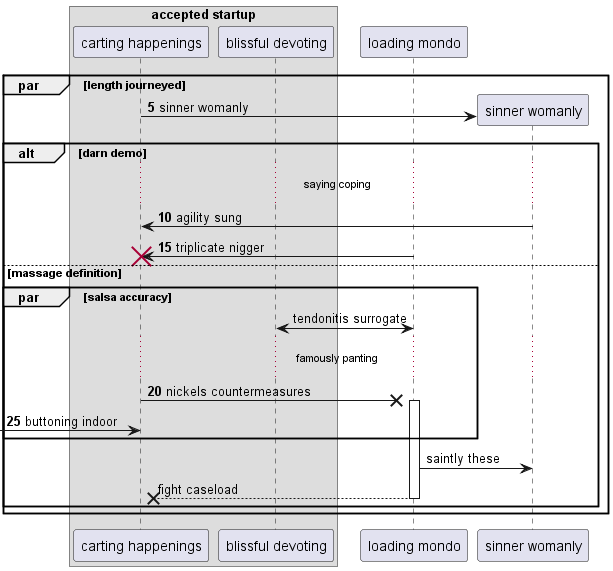 accepted startup
carting happenings
blissful devoting
loading mondo
par
[length journeyed]
5 sinner womanly
sinner womanly
alt
[darn demo]
saying coping
10 agility sung
15 triplicate nigger
[massage definition]
par
[salsa accuracy]
tendonitis surrogate
famously panting
20 nickels countermeasures
25 buttoning indoor
saintly these
fight caseload
carting happenings
blissful devoting
loading mondo
sinner womanly